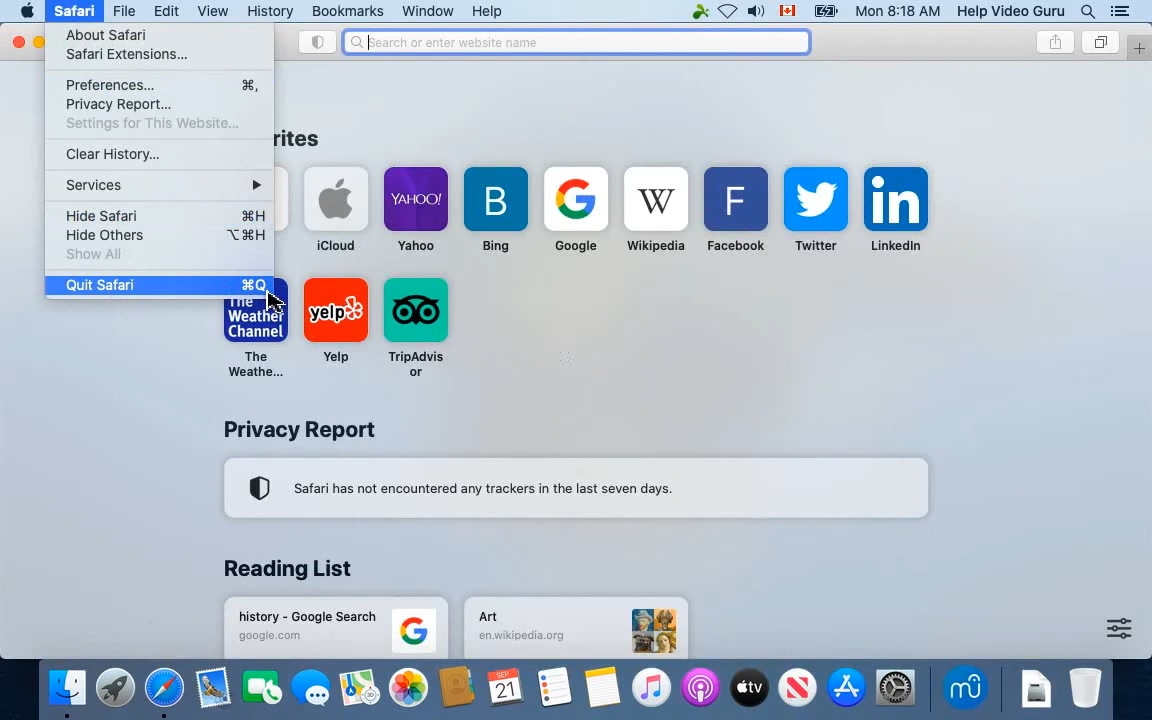 Safari File Edit View History Bookmarks Window Help Mon 8:18 AM Help Video Guru
About Safari
Safari Extensions...
Preferences... ⌘,
Privacy Report...
Settings for This Website...
Clear History...
Services ▶
Hide Safari ⌘H
Hide Others ⌥⌘H
Show All
Quit Safari ⌘Q
Search or enter website name
rites
YAHOO! B G W F in
iCloud Yahoo Bing Google Wikipedia Facebook Twitter LinkedIn
The
Weather
Channel
yelp
The
Weathe...
Yelp
TripAdvis
or
Privacy Report
Safari has not encountered any trackers in the last seven days.
Reading List
history - Google Search
google.com
G
Art
en.wikipedia.org
SEP
21
tv